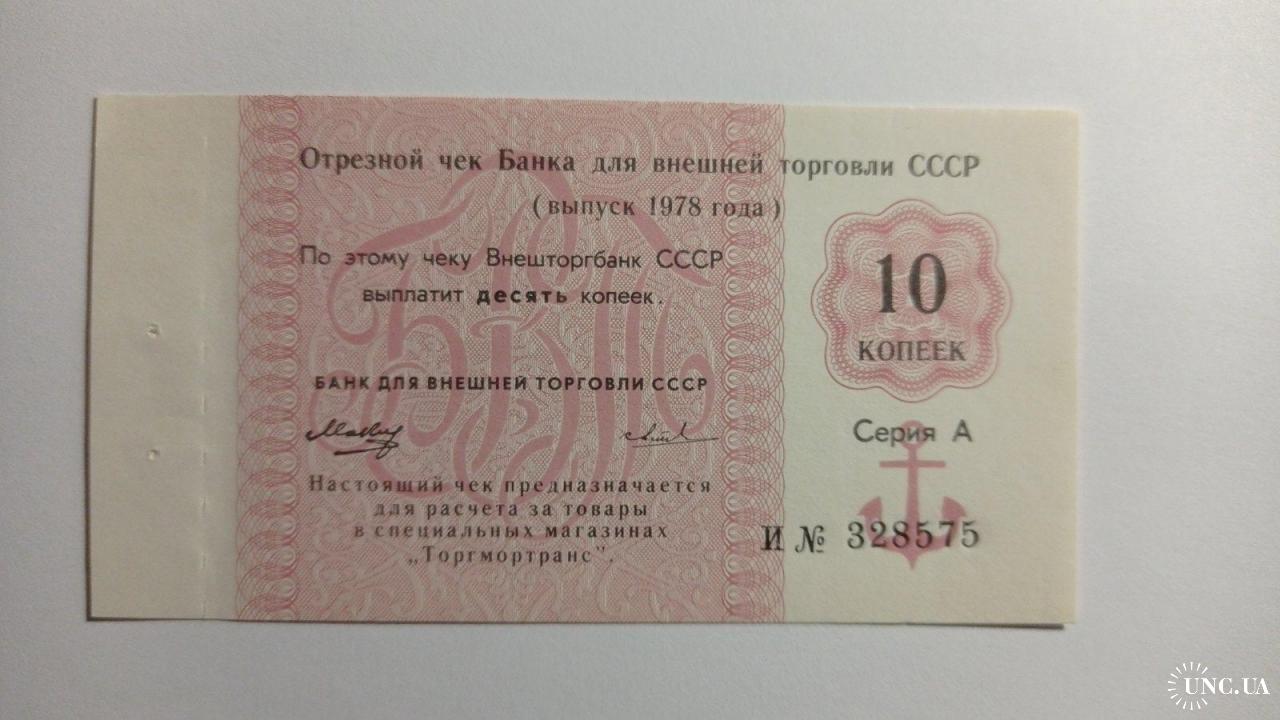 Отрезной чек Банка для внешней торговли СССР
(выпуск 1978 года)
По этому чеку Внешторгбанк СССР
выплатит десять копеек.
10
КОПЕЕК
БАНК ДЛЯ ВНЕШНЕЙ ТОРГОВЛИ СССР
Серия А
Настоящий чек предназначается
для расчета за товары
в специальных магазинах
„Торгмортранс".
И № 328575
UNC.UA